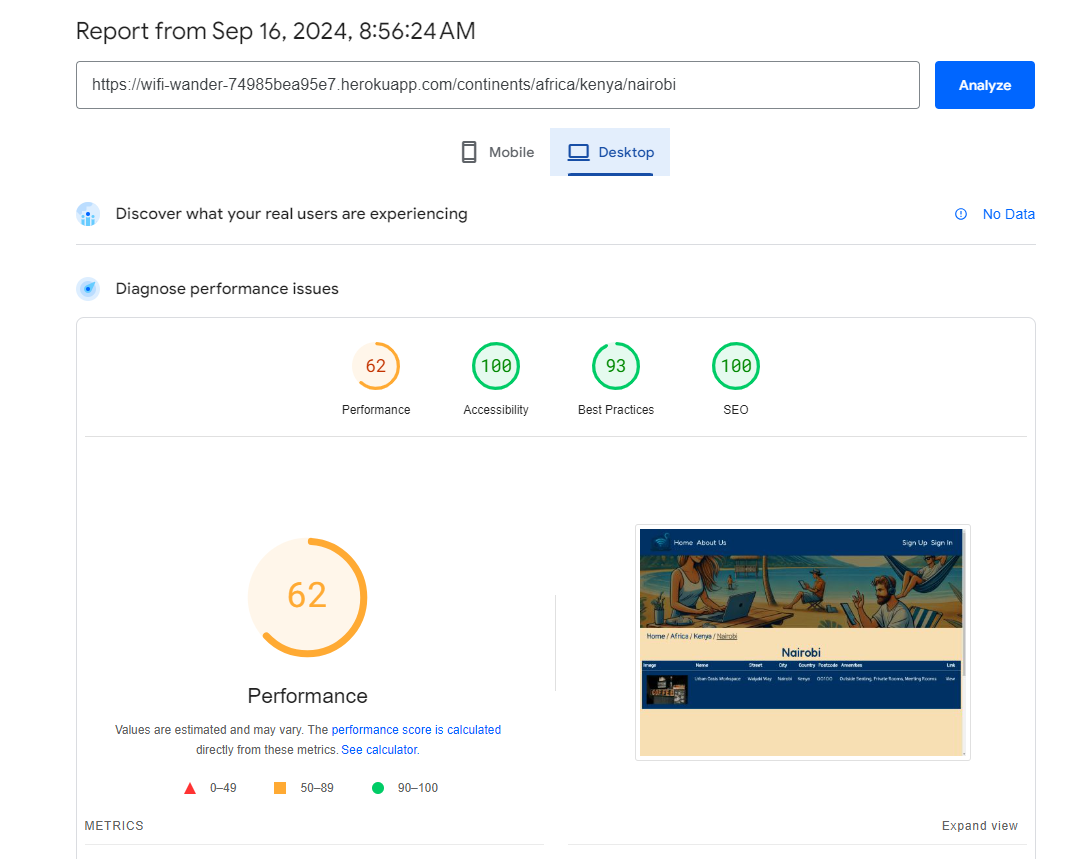 Report from Sep 16, 2024, 8:56:24 AM
https://wifi-wander-74985bea95e7.herokuapp.com/continents/africa/kenya/nairobi
Analyze
Mobile
Desktop
Discover what your real users are experiencing
No Data
Diagnose performance issues
62
100
93
100
Performance
Accessibility
Best Practices
SEO
62
Performance
Values are estimated and may vary. The performance score is calculated
directly from these metrics. See calculator.
0–49
50–89
90–100
Home About Us
Sign Up Sign In
Home / Africa / Kenya / Nairobi
Nairobi
Image Name Street City Country Postcode Amenities Link
COFFEE
Urban Oasis Workspace Waiyaki Way Nairobi Kenya 00100 Outside Seating, Private Rooms, Meeting Rooms View
METRICS
Expand view